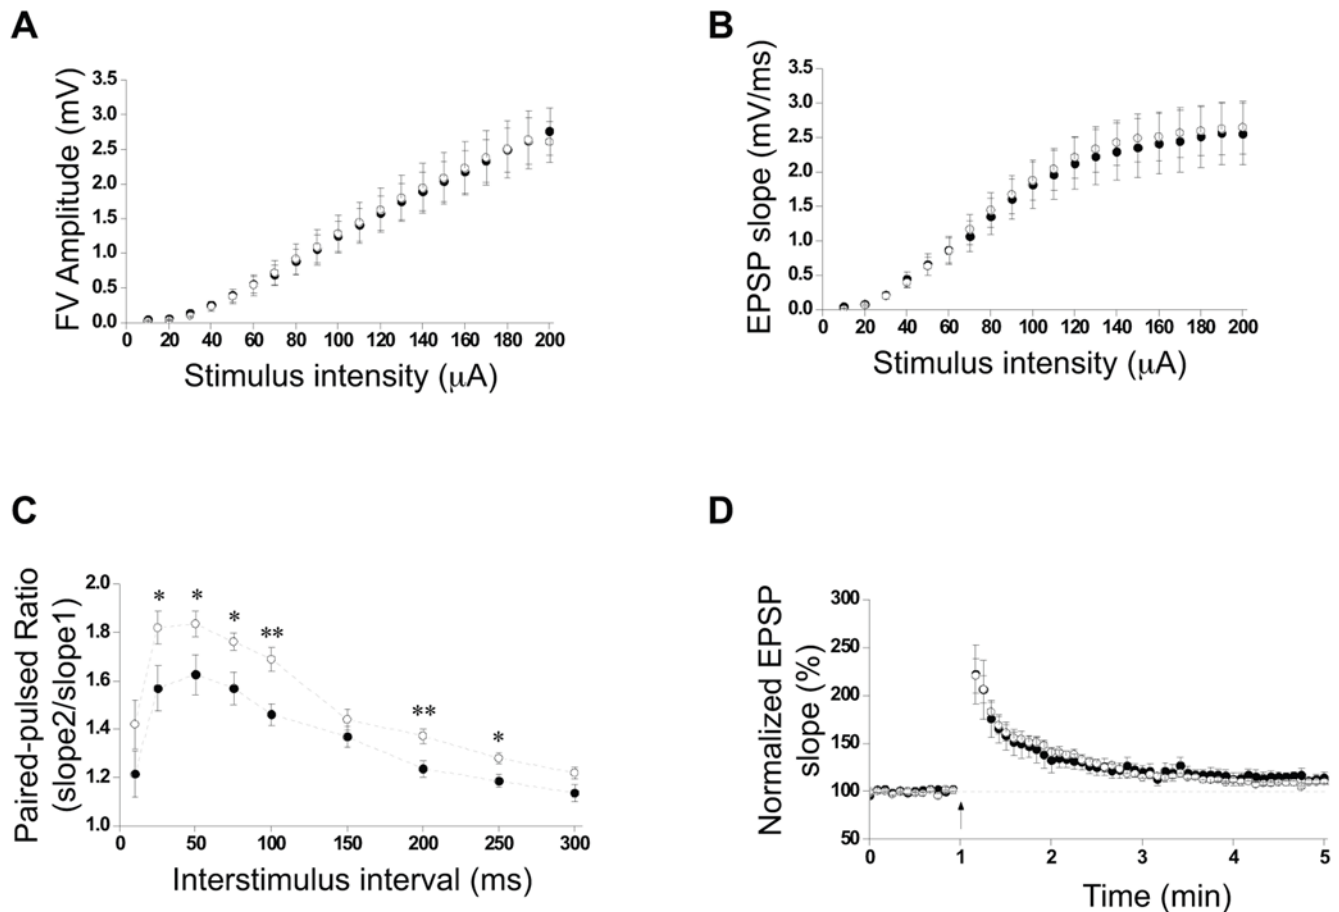 A
FV Amplitude (mV)
3.5
3.0
2.5
2.0
1.5
1.0
0.5
0.0
0 20 40 60 80 100 120 140 160 180 200
Stimulus intensity (μA)
B
EPSP slope (mV/ms)
3.5
3.0
2.5
2.0
1.5
1.0
0.5
0.0
0 20 40 60 80 100 120 140 160 180 200
Stimulus intensity (μA)
C
Paired-pulsed Ratio
(slope2/slope1)
2.0
1.8
1.6
1.4
1.2
1.0
* * * ** ** *
0 50 100 150 200 250 300
Interstimulus interval (ms)
D
Normalized EPSP
slope (%)
300
250
200
150
100
50
0 1 2 3 4 5
Time (min)